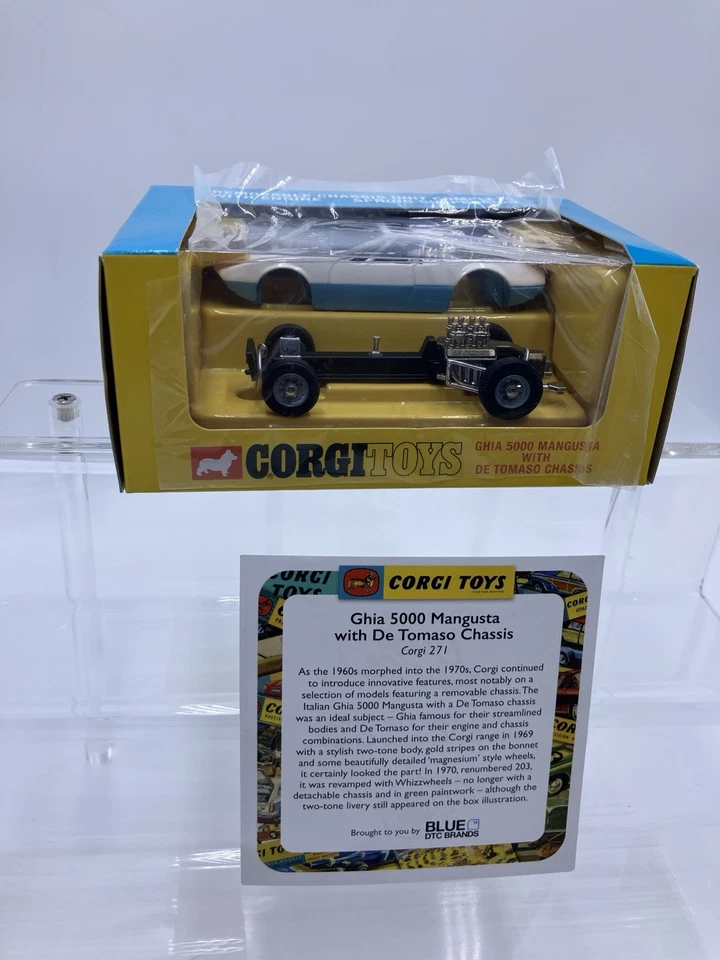 REMOVABLE CHASSIS UNIT
ENGINE SPRING
CORGI TOYS
GHIA 5000 MANGUSTA
WITH
DE TOMASO CHASSIS
CORGI
TOYS
CORGI TOYS
Ghia 5000 Mangusta
with De Tomaso Chassis
Corgi 271
As the 1960s morphed into the 1970s, Corgi continued
to introduce innovative features, most notably on a
selection of models featuring a removable chassis. The
Italian Ghia 5000 Mangusta with a De Tomaso chassis
was an ideal subject – Ghia famous for their streamlined
bodies and De Tomaso for their engine and chassis
combinations. Launched into the Corgi range in 1969
with a stylish two-tone body, gold stripes on the bonnet
and some beautifully detailed 'magnesium' style wheels,
it certainly looked the part! In 1970, renumbered 203,
it was revamped with Whizzwheels – no longer with a
detachable chassis and in green paintwork – although the
two-tone livery still appeared on the box illustration.
Brought to you by BLUE
DTC BRANDS